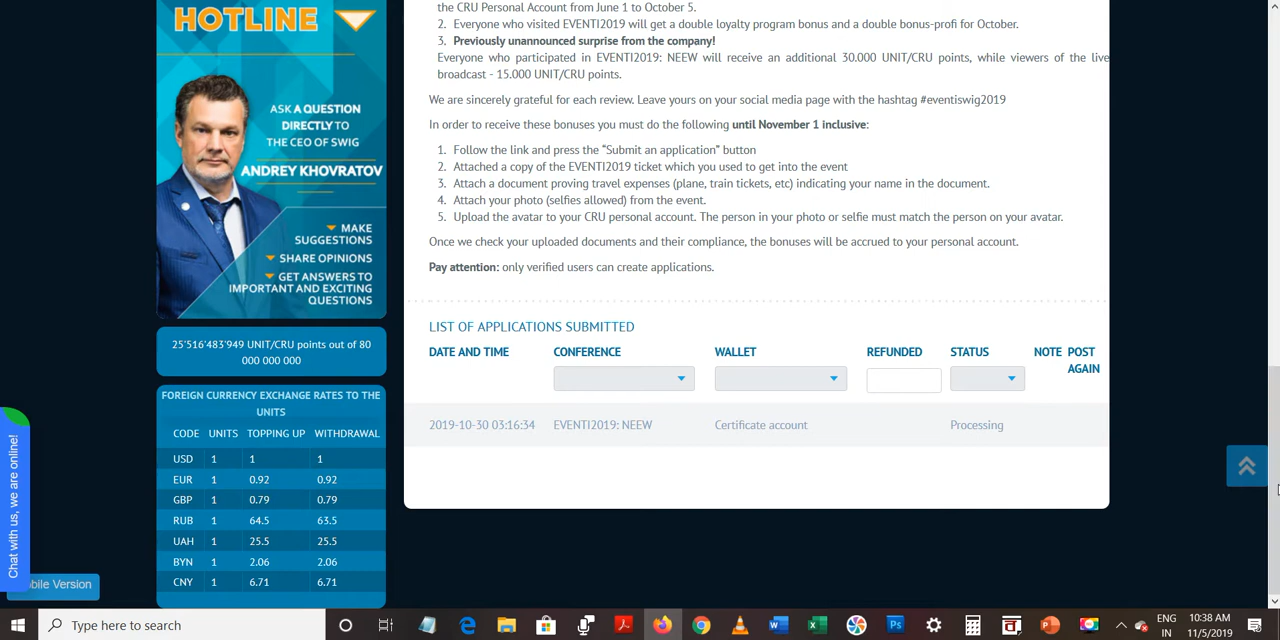 HOTLINE
ASK A QUESTION
DIRECTLY TO
THE CEO OF SWIG
ANDREY KHOVRATOV
MAKE
SUGGESTIONS
SHARE OPINIONS
GET ANSWERS TO
IMPORTANT AND EXCITING
QUESTIONS
25'516'483'949 UNIT/CRU points out of 80
000 000 000
FOREIGN CURRENCY EXCHANGE RATES TO THE
UNITS
CODE UNITS TOPPING UP WITHDRAWAL
USD 1 1 1
EUR 1 0.92 0.92
GBP 1 0.79 0.79
RUB 1 64.5 63.5
UAH 1 25.5 25.5
BYN 1 2.06 2.06
CNY 1 6.71 6.71
Chat with us, we are online!
bile Version
the CRU Personal Account from June 1 to October 5.
2. Everyone who visited EVENTI2019 will get a double loyalty program bonus and a double bonus-profi for October.
3. Previously unannounced surprise from the company!
Everyone who participated in EVENTI2019: NEEW will receive an additional 30.000 UNIT/CRU points, while viewers of the live
broadcast - 15.000 UNIT/CRU points.
We are sincerely grateful for each review. Leave yours on your social media page with the hashtag #eventiswig2019
In order to receive these bonuses you must do the following until November 1 inclusive:
1. Follow the link and press the “Submit an application” button
2. Attached a copy of the EVENTI2019 ticket which you used to get into the event
3. Attach a document proving travel expenses (plane, train tickets, etc) indicating your name in the document.
4. Attach your photo (selfies allowed) from the event.
5. Upload the avatar to your CRU personal account. The person in your photo or selfie must match the person on your avatar.
Once we check your uploaded documents and their compliance, the bonuses will be accrued to your personal account.
Pay attention: only verified users can create applications.
LIST OF APPLICATIONS SUBMITTED
DATE AND TIME CONFERENCE WALLET REFUNDED STATUS NOTE POST
AGAIN
2019-10-30 03:16:34 EVENTI2019: NEEW Certificate account Processing
Type here to search
ENG
IN
10:38 AM
11/5/2019